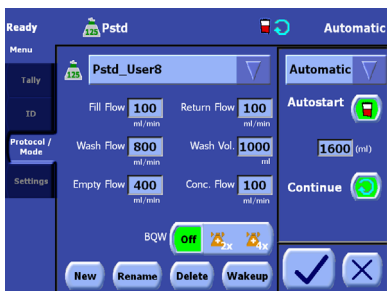 Ready 125 Pstd Automatic
Menu
Tally
ID
Protocol /
Mode
Settings
125 Pstd_User8
Fill Flow 100 ml/min
Return Flow 100 ml/min
Wash Flow 800 ml/min
Wash Vol. 1000 ml
Empty Flow 400 ml/min
Conc. Flow 100 ml/min
BQW Off 2x 4x
New Rename Delete Wakeup
Automatic
Autostart
1600 (ml)
Continue